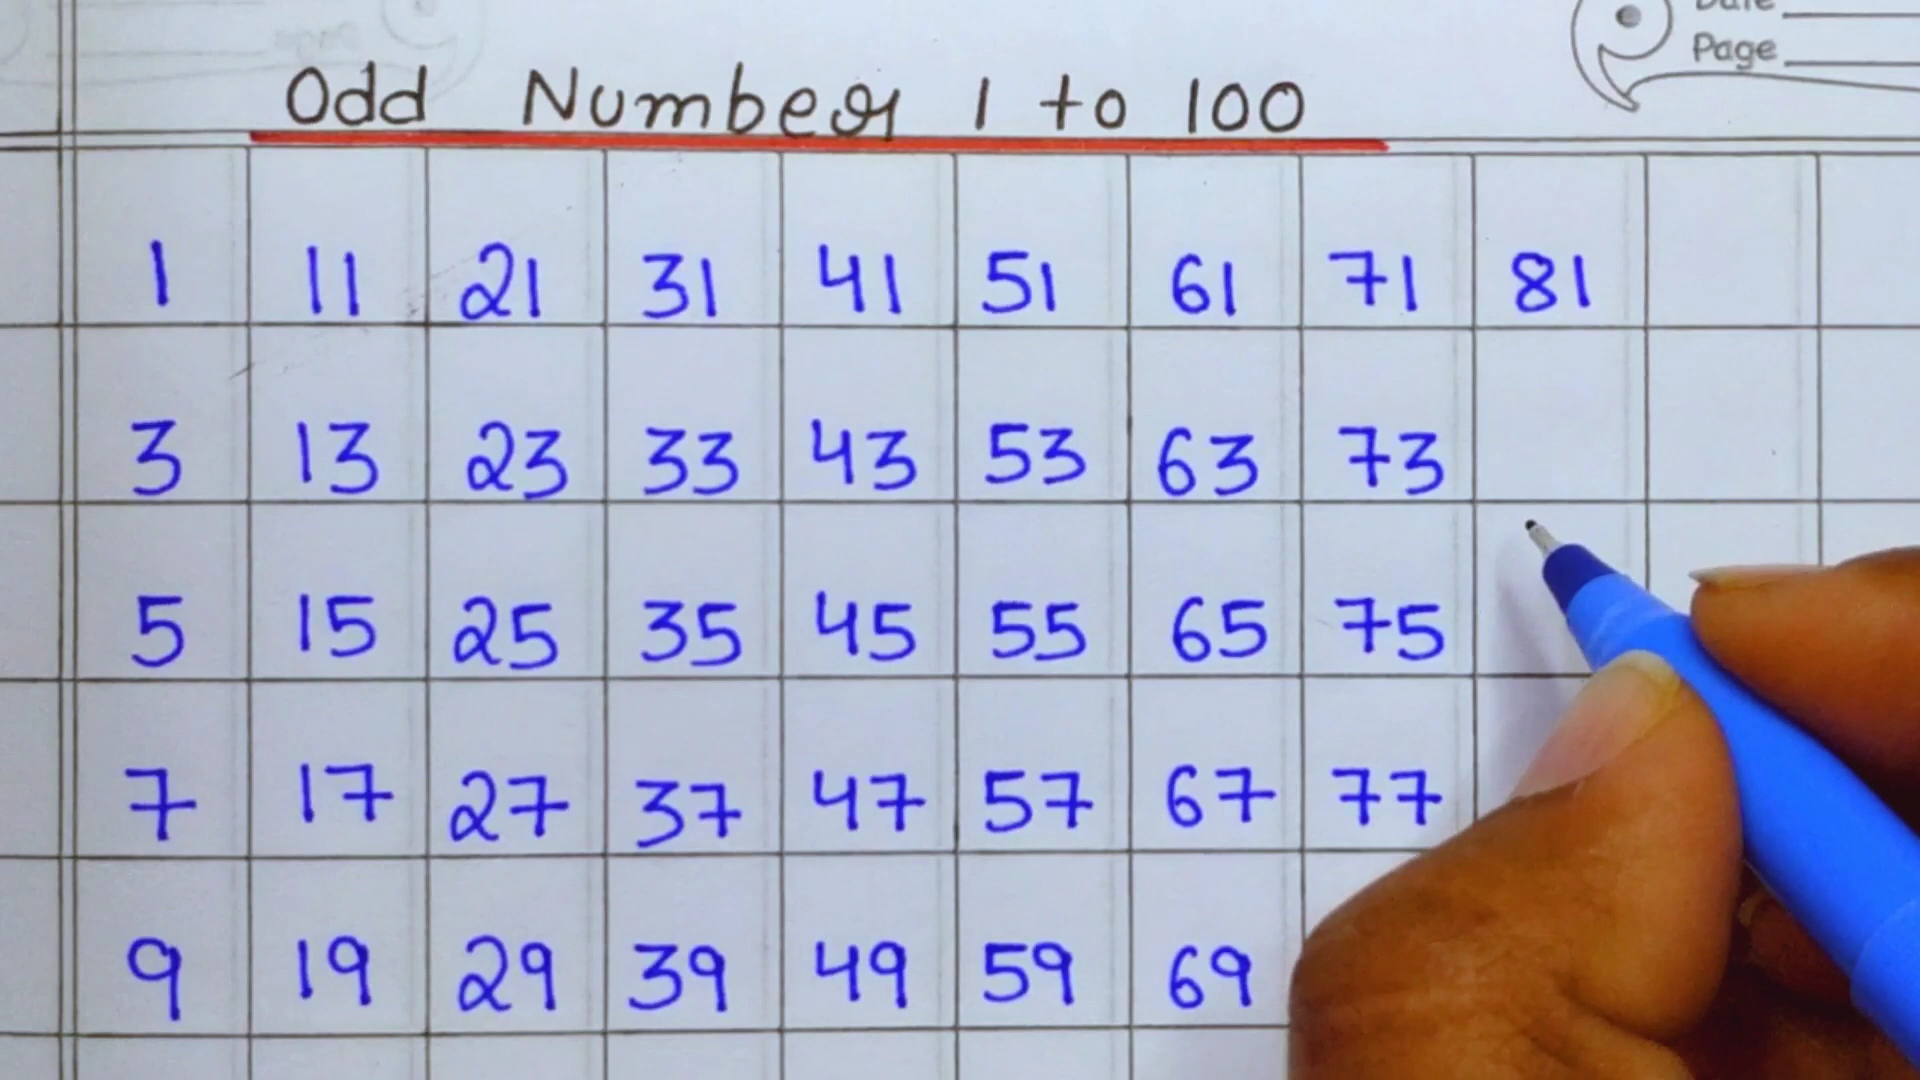 Date
Page
Odd Number 1 to 100
1 11 21 31 41 51 61 71 81
3 13 23 33 43 53 63 73
5 15 25 35 45 55 65 75
7 17 27 37 47 57 67 77
9 19 29 39 49 59 69